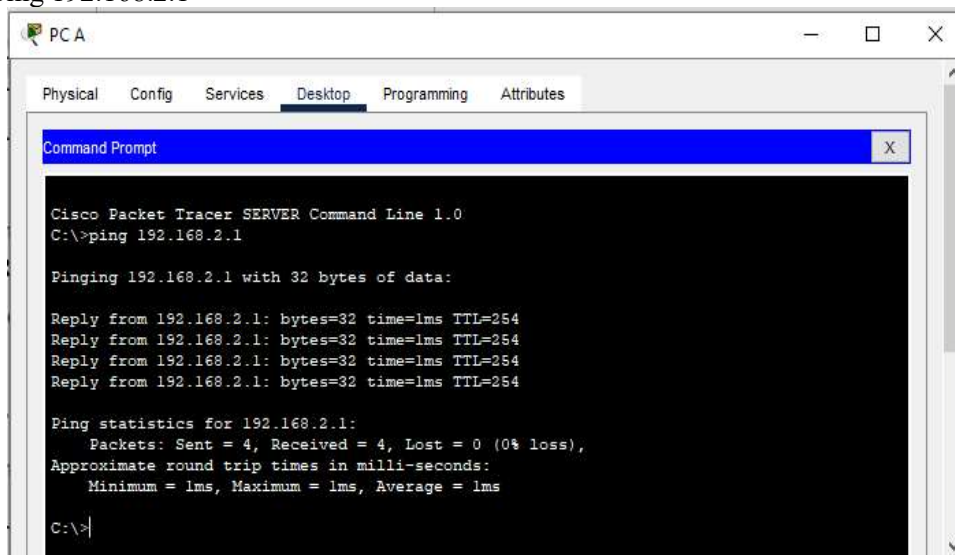 192.168.2.1
PC A
Physical Config Services Desktop Programming Attributes
Command Prompt
X
Cisco Packet Tracer SERVER Command Line 1.0
C:\>ping 192.168.2.1
Pinging 192.168.2.1 with 32 bytes of data:
Reply from 192.168.2.1: bytes=32 time=1ms TTL=254
Reply from 192.168.2.1: bytes=32 time=1ms TTL=254
Reply from 192.168.2.1: bytes=32 time=1ms TTL=254
Reply from 192.168.2.1: bytes=32 time=1ms TTL=254
Ping statistics for 192.168.2.1:
Packets: Sent = 4, Received = 4, Lost = 0 (0% loss),
Approximate round trip times in milli-seconds:
Minimum = 1ms, Maximum = 1ms, Average = 1ms
C:\>